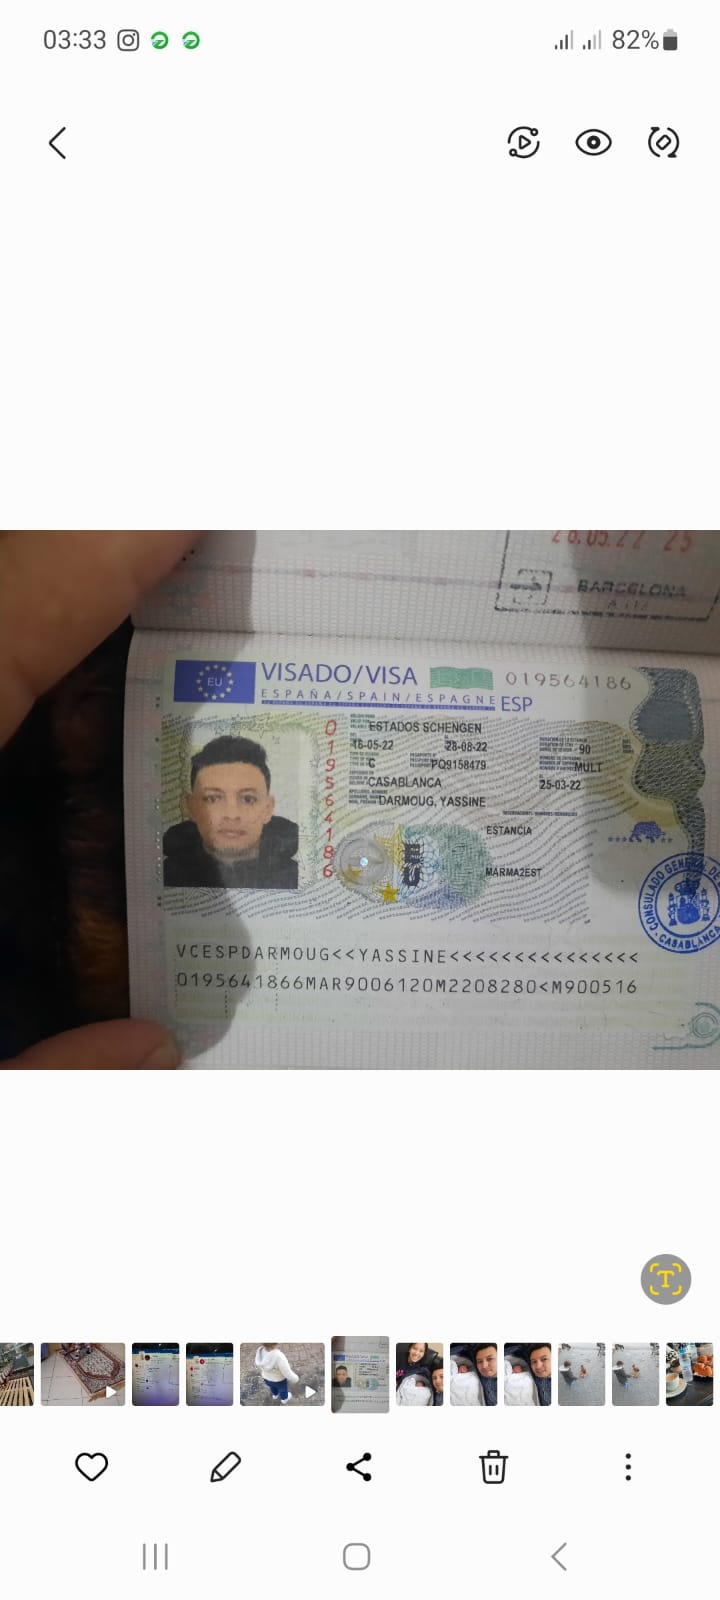 03:33
82%
26.05.22 25
BARCELONA
EU
VISADO/VISA
019564186
ESPAÑA/SPAIN/ESPAGNE ESP
019564186
ESTADOS SCHENGEN
16-05-22 28-08-22 90
C PQ9158479 MULT
CASABLANCA 25-03-22
DARMOUG, YASSINE
ESTANCIA
MARMA2EST
CONSULADO GENERAL DE
CASABLANCA
VCESPDARMOUG<<YASSINE<<<<<<<<<<<<<<<
0195641866MAR9006120M2208280<M900516
T